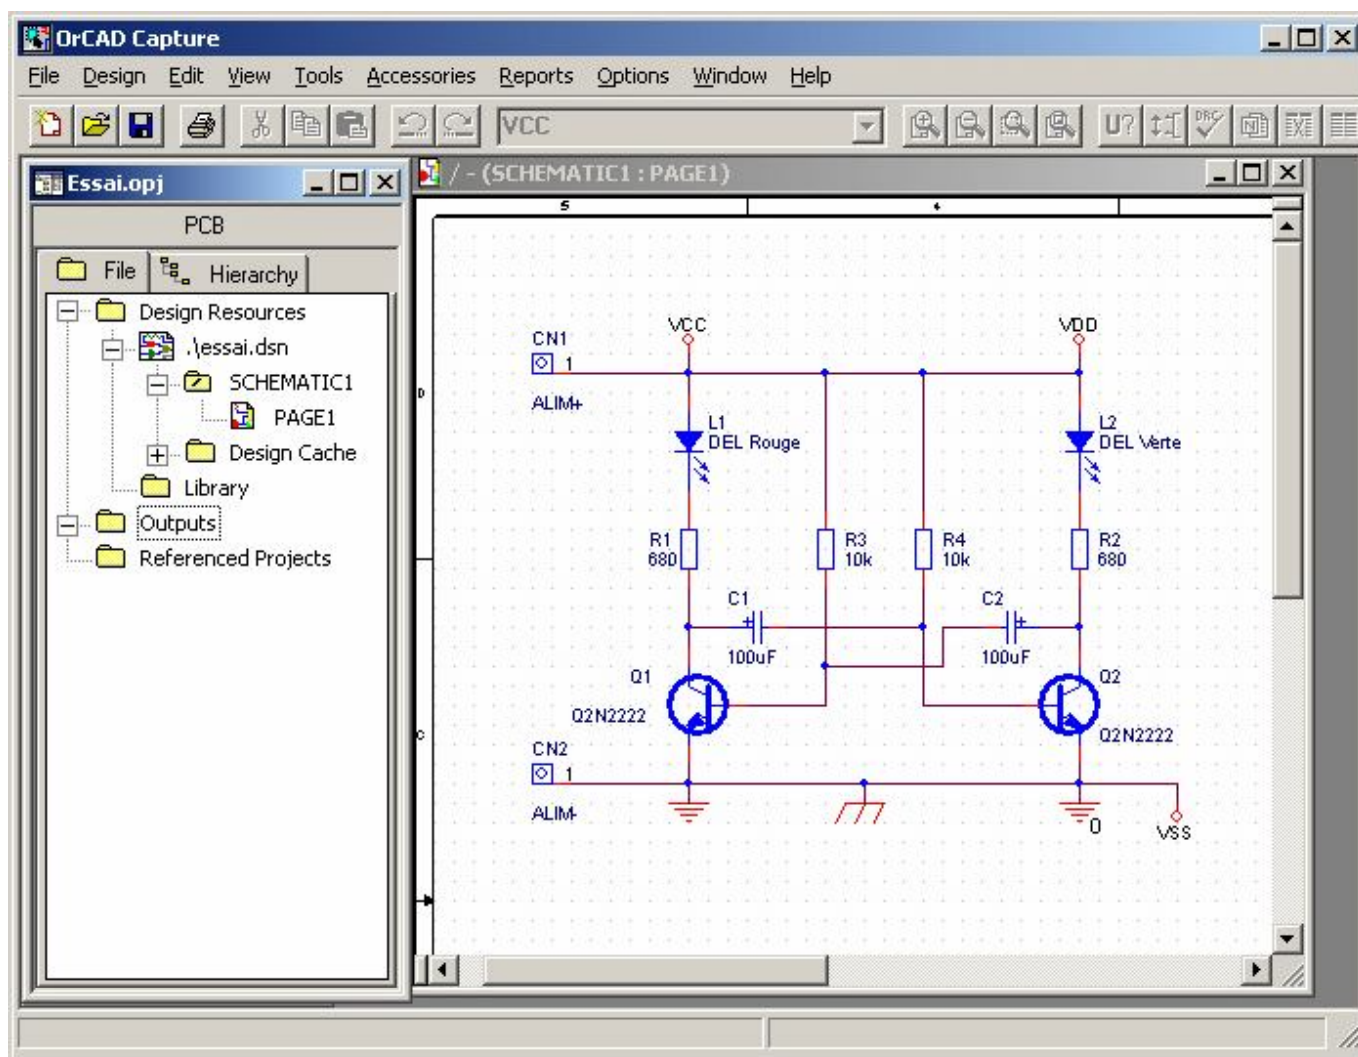 OrCAD Capture
File Design Edit View Tools Accessories Reports Options Window Help
VCC
U?
DRC
Essai.opj
PCB
File Hierarchy
Design Resources
.\essai.dsn
SCHEMATIC1
PAGE1
Design Cache
Library
Outputs
Referenced Projects
/ - (SCHEMATIC1 : PAGE1)
5 4
D
C
VCC VDD
CN1
1
ALIM+
L1
DEL Rouge
L2
DEL Verte
R1
680
R3
10k
R4
10k
R2
680
C1
100uF
C2
100uF
Q1
Q2N2222
Q2
Q2N2222
CN2
1
ALIM-
0
VSS